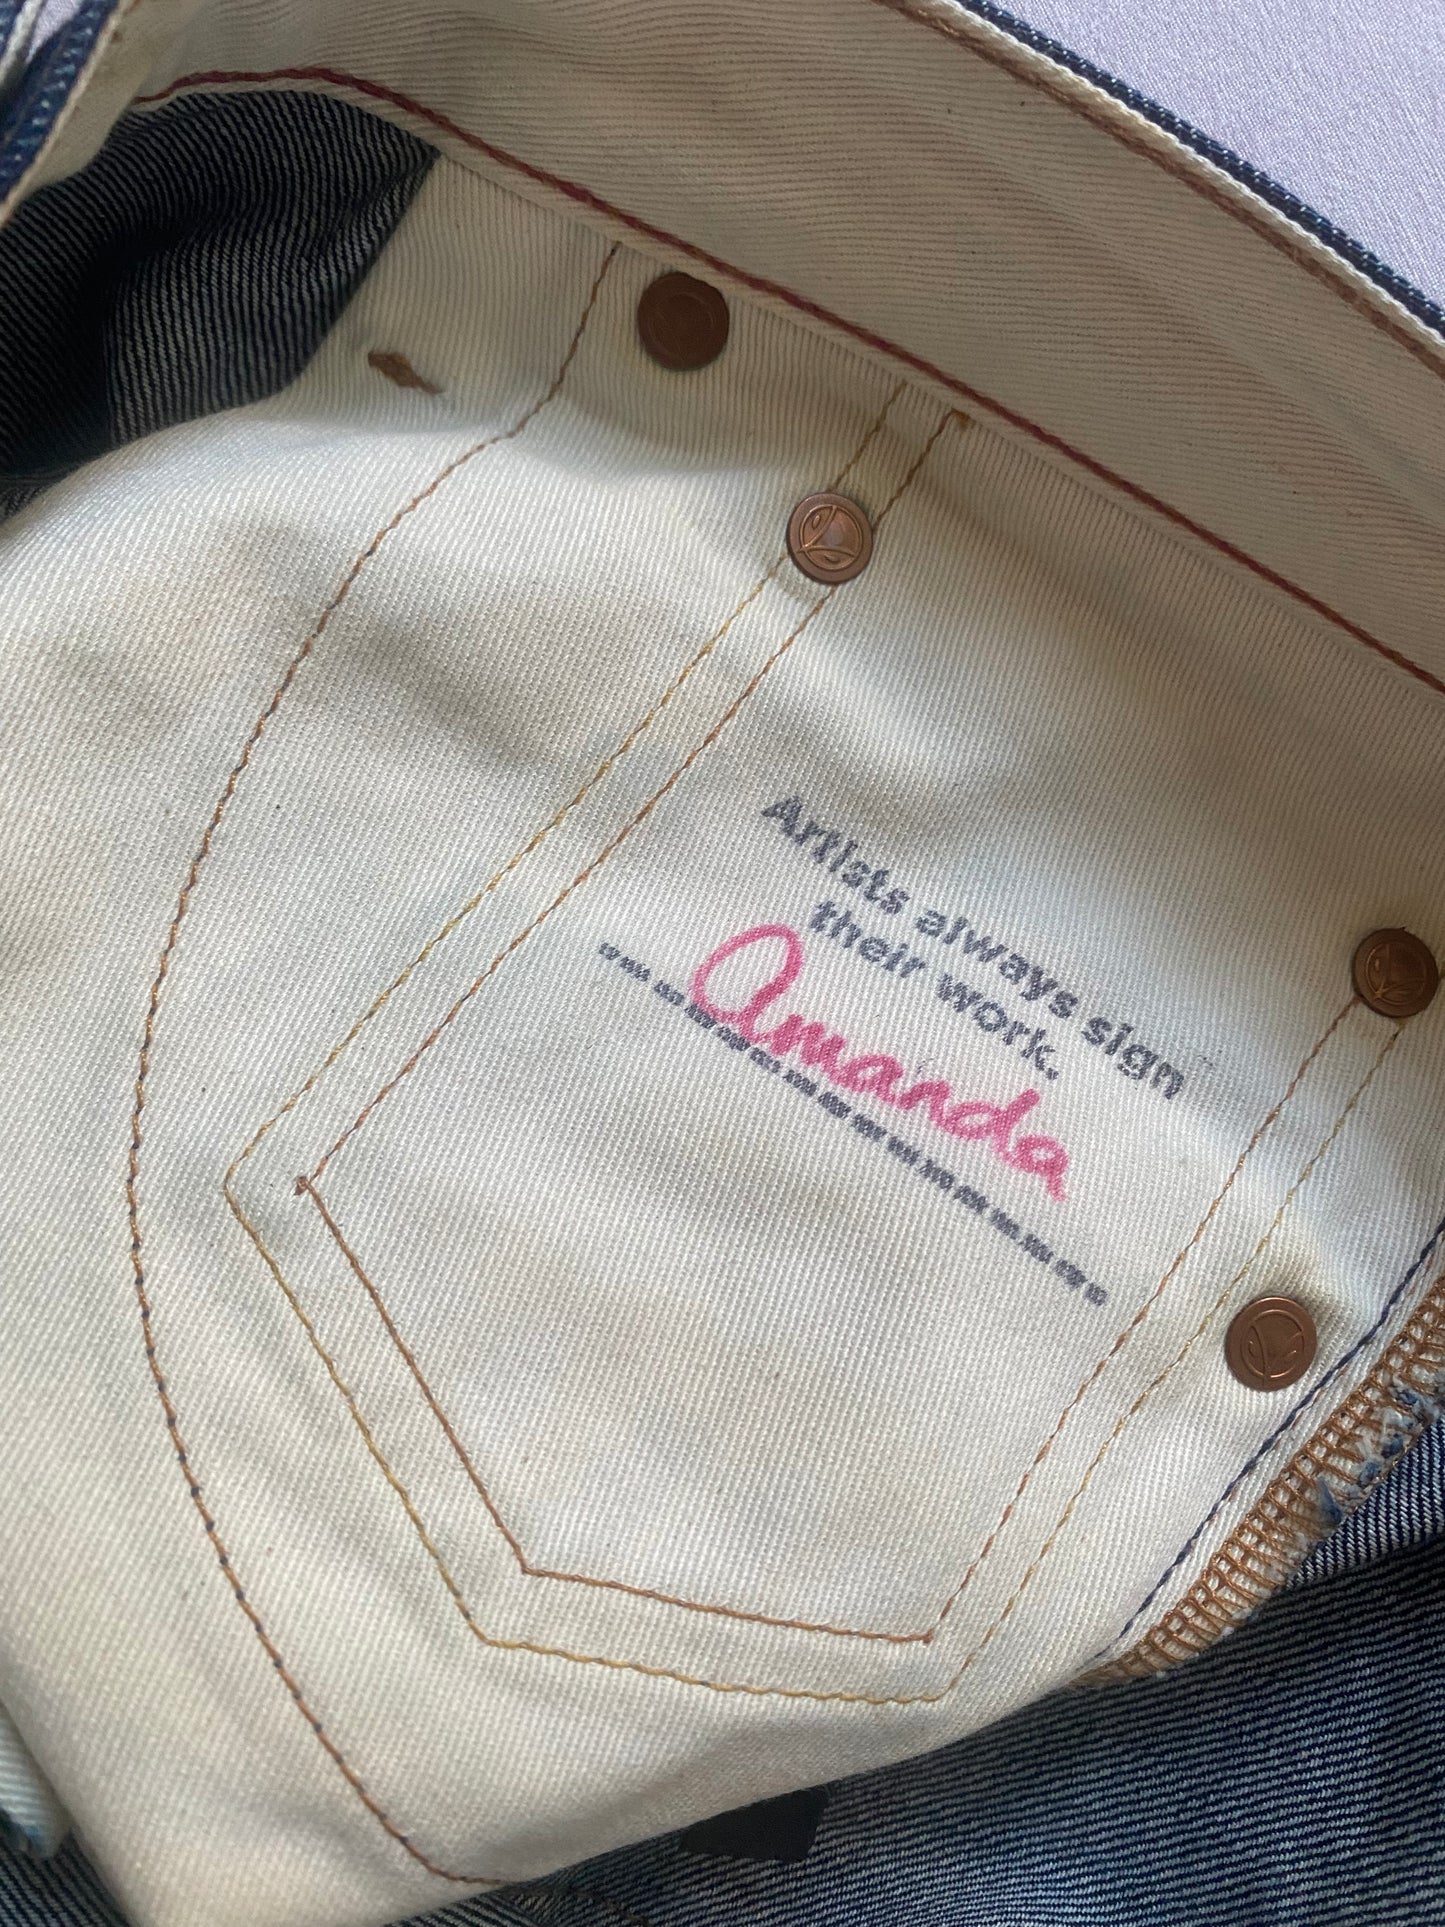 Artists always sign
their work.
Amanda